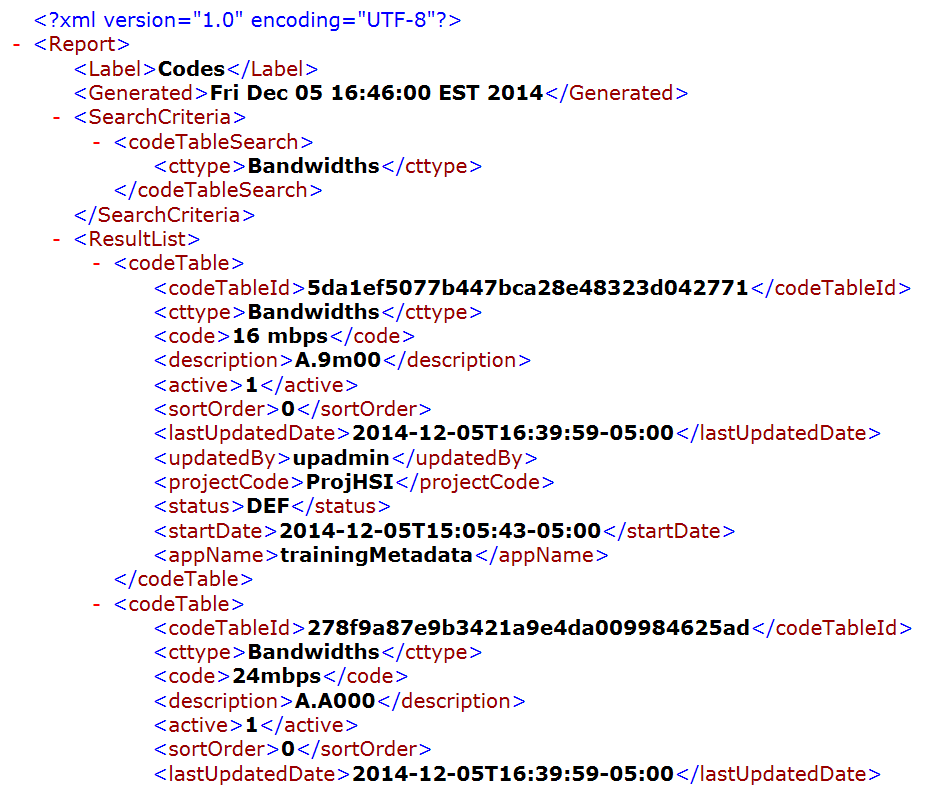 <?xml version="1.0" encoding="UTF-8"?>
- <Report>
<Label>Codes</Label>
<Generated>Fri Dec 05 16:46:00 EST 2014</Generated>
- <SearchCriteria>
- <codeTableSearch>
<cttype>Bandwidths</cttype>
</codeTableSearch>
</SearchCriteria>
- <ResultList>
- <codeTable>
<codeTableId>5da1ef5077b447bca28e48323d042771</codeTableId>
<cttype>Bandwidths</cttype>
<code>16 mbps</code>
<description>A.9m00</description>
<active>1</active>
<sortOrder>0</sortOrder>
<lastUpdatedDate>2014-12-05T16:39:59-05:00</lastUpdatedDate>
<updatedBy>upadmin</updatedBy>
<projectCode>ProjHSI</projectCode>
<status>DEF</status>
<startDate>2014-12-05T15:05:43-05:00</startDate>
<appName>trainingMetadata</appName>
</codeTable>
- <codeTable>
<codeTableId>278f9a87e9b3421a9e4da009984625ad</codeTableId>
<cttype>Bandwidths</cttype>
<code>24mbps</code>
<description>A.A000</description>
<active>1</active>
<sortOrder>0</sortOrder>
<lastUpdatedDate>2014-12-05T16:39:59-05:00</lastUpdatedDate>